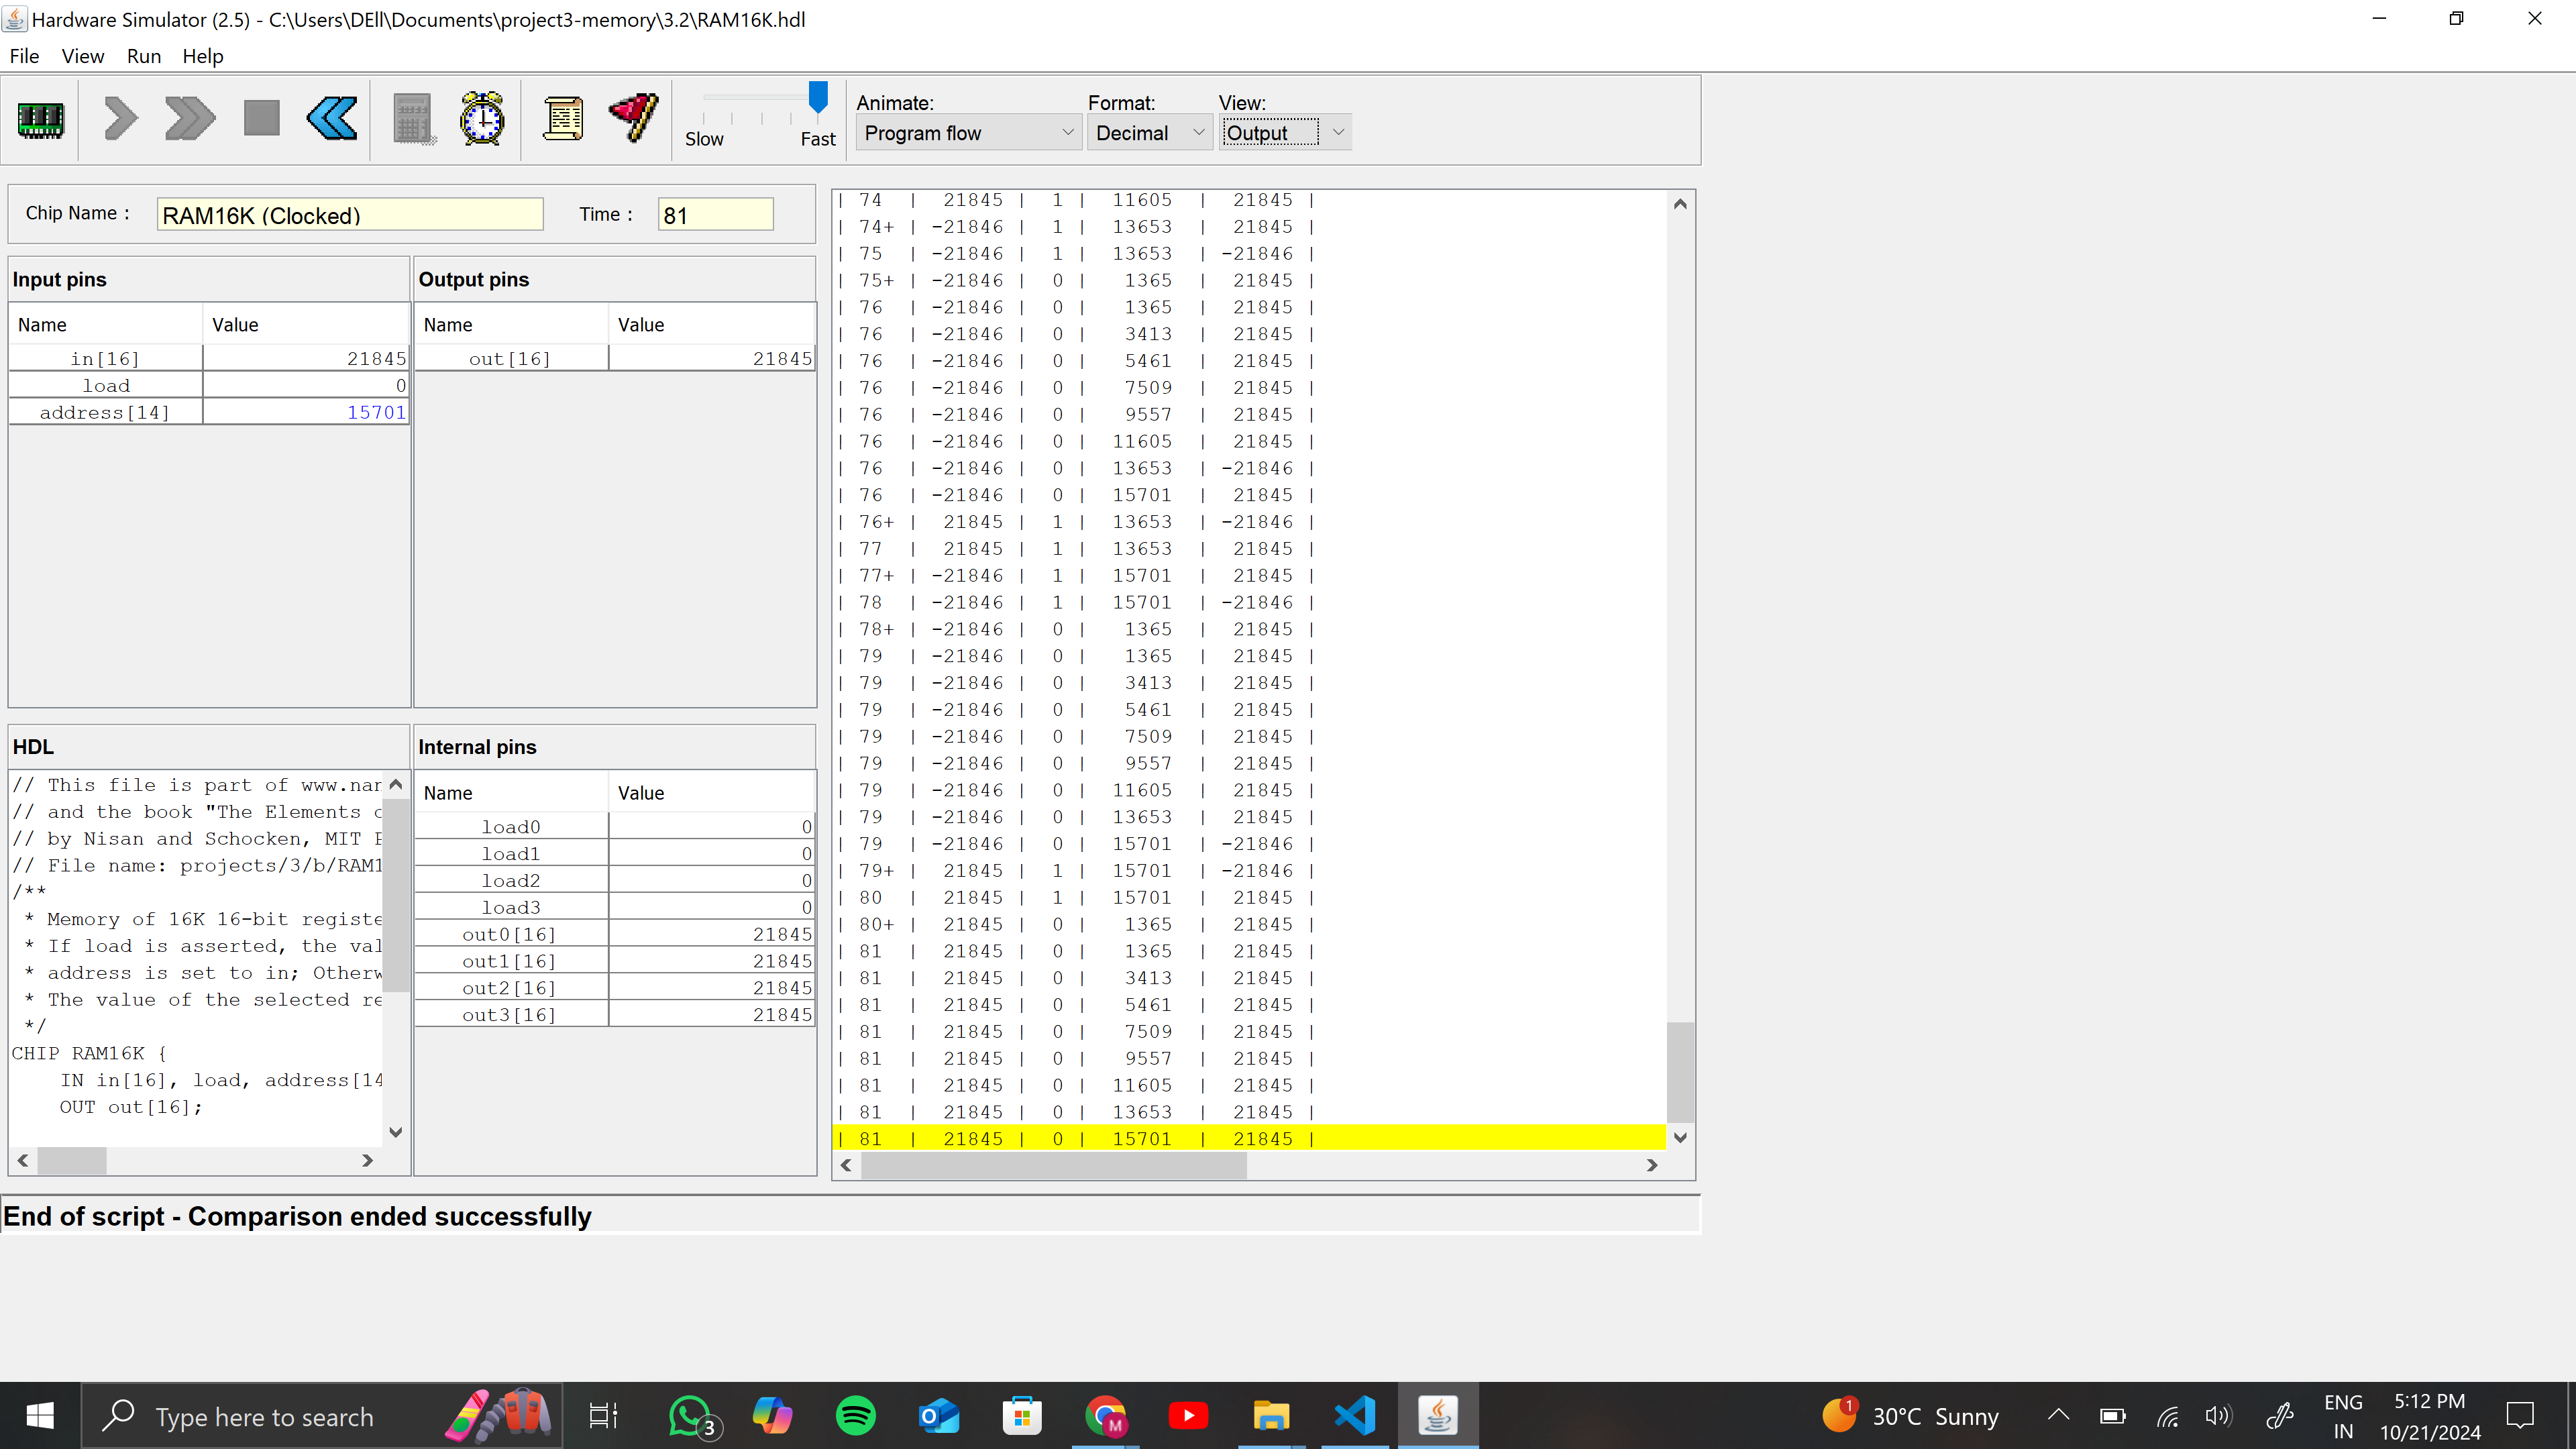 Hardware Simulator (2.5) - C:\Users\DEll\Documents\project3-memory\3.2\RAM16K.hdl
File View Run Help
Slow Fast
Animate: Format: View:
Program flow Decimal Output
Chip Name : RAM16K (Clocked) Time : 81
Input pins
Name Value
in[16] 21845
load 0
address[14] 15701
Output pins
Name Value
out[16] 21845
HDL
// This file is part of www.nan
// and the book "The Elements o
// by Nisan and Schocken, MIT P
// File name: projects/3/b/RAM1
/**
* Memory of 16K 16-bit registe
* If load is asserted, the val
* address is set to in; Otherw
* The value of the selected re
*/
CHIP RAM16K {
IN in[16], load, address[14
OUT out[16];
Internal pins
Name Value
load0 0
load1 0
load2 0
load3 0
out0[16] 21845
out1[16] 21845
out2[16] 21845
out3[16] 21845
| 74 | 21845 | 1 | 11605 | 21845 |
| 74+ | -21846 | 1 | 13653 | 21845 |
| 75 | -21846 | 1 | 13653 | -21846 |
| 75+ | -21846 | 0 | 1365 | 21845 |
| 76 | -21846 | 0 | 1365 | 21845 |
| 76 | -21846 | 0 | 3413 | 21845 |
| 76 | -21846 | 0 | 5461 | 21845 |
| 76 | -21846 | 0 | 7509 | 21845 |
| 76 | -21846 | 0 | 9557 | 21845 |
| 76 | -21846 | 0 | 11605 | 21845 |
| 76 | -21846 | 0 | 13653 | -21846 |
| 76 | -21846 | 0 | 15701 | 21845 |
| 76+ | 21845 | 1 | 13653 | -21846 |
| 77 | 21845 | 1 | 13653 | 21845 |
| 77+ | -21846 | 1 | 15701 | 21845 |
| 78 | -21846 | 1 | 15701 | -21846 |
| 78+ | -21846 | 0 | 1365 | 21845 |
| 79 | -21846 | 0 | 1365 | 21845 |
| 79 | -21846 | 0 | 3413 | 21845 |
| 79 | -21846 | 0 | 5461 | 21845 |
| 79 | -21846 | 0 | 7509 | 21845 |
| 79 | -21846 | 0 | 9557 | 21845 |
| 79 | -21846 | 0 | 11605 | 21845 |
| 79 | -21846 | 0 | 13653 | 21845 |
| 79 | -21846 | 0 | 15701 | -21846 |
| 79+ | 21845 | 1 | 15701 | -21846 |
| 80 | 21845 | 1 | 15701 | 21845 |
| 80+ | 21845 | 0 | 1365 | 21845 |
| 81 | 21845 | 0 | 1365 | 21845 |
| 81 | 21845 | 0 | 3413 | 21845 |
| 81 | 21845 | 0 | 5461 | 21845 |
| 81 | 21845 | 0 | 7509 | 21845 |
| 81 | 21845 | 0 | 9557 | 21845 |
| 81 | 21845 | 0 | 11605 | 21845 |
| 81 | 21845 | 0 | 13653 | 21845 |
| 81 | 21845 | 0 | 15701 | 21845 |
End of script - Comparison ended successfully
Type here to search
3
M
1
30°C Sunny
ENG
IN
5:12 PM
10/21/2024